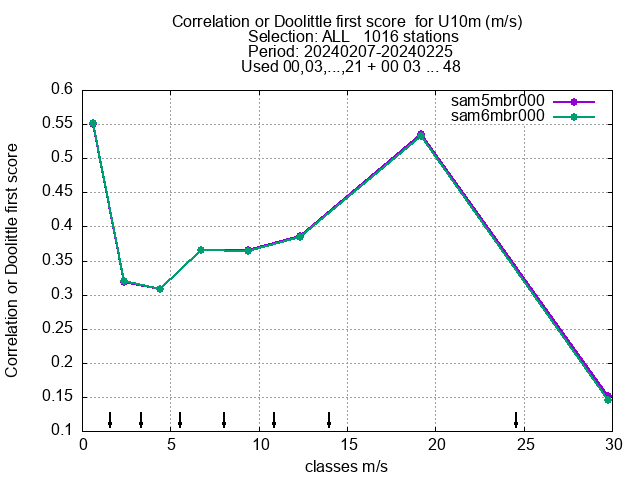 Correlation or Doolittle first score  for U10m (m/s)
Selection: ALL   1016 stations
Period: 20240207-20240225
Used 00,03,...,21 + 00 03 ... 48
sam5mbr000
sam6mbr000
0.6
0.55
0.5
0.45
0.4
0.35
0.3
0.25
0.2
0.15
0.1
Correlation or Doolittle first score
0 5 10 15 20 25 30
classes m/s